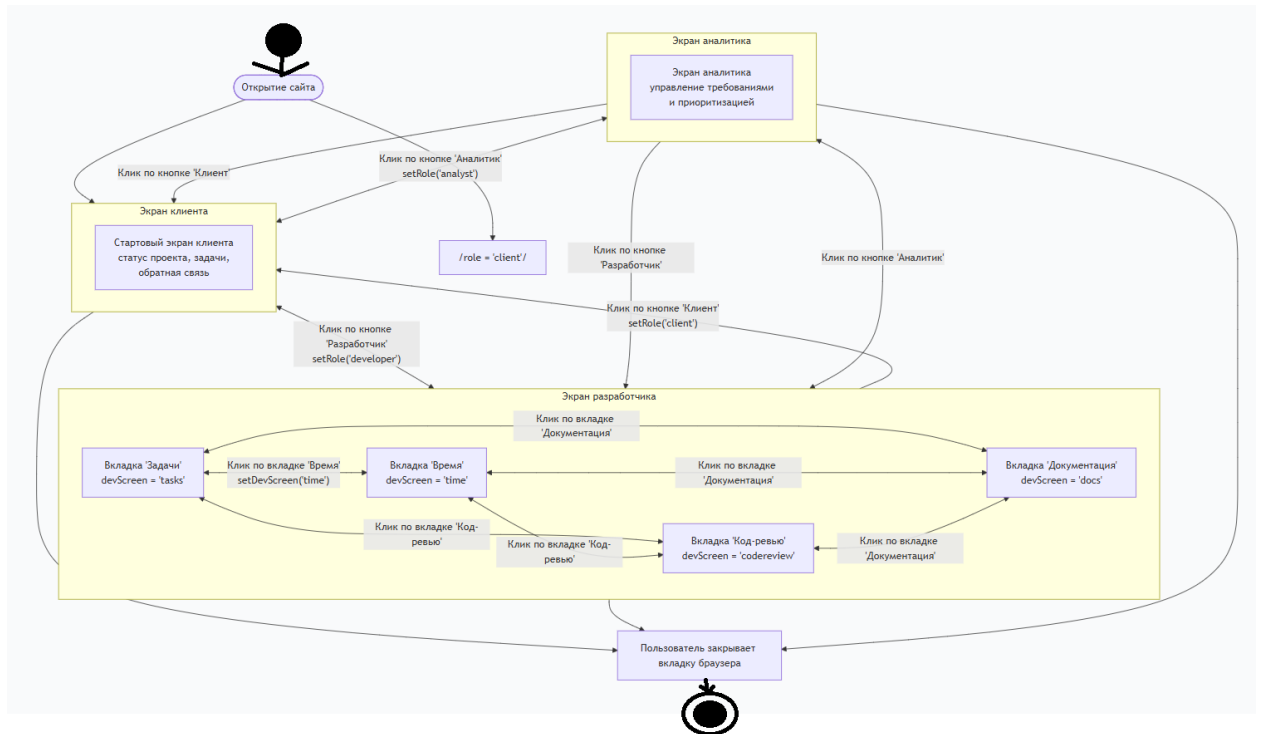 Экран аналитика
Экран аналитика
управление требованиями
и приоритизацией
Открытие сайта
Клик по кнопке 'Клиент'
Клик по кнопке 'Аналитик'
setRole('analyst')
Экран клиента
Стартовый экран клиента
статус проекта, задачи,
обратная связь
/role = 'client'/
Клик по кнопке
'Разработчик'
Клик по кнопке 'Аналитик'
Клик по кнопке 'Клиент'
setRole('client')
Клик по кнопке
'Разработчик'
setRole('developer')
Экран разработчика
Клик по вкладке
'Документация'
Вкладка 'Задачи'
devScreen = 'tasks'
Клик по вкладке 'Время'
setDevScreen('time')
Вкладка 'Время'
devScreen = 'time'
Клик по вкладке
'Документация'
Вкладка 'Документация'
devScreen = 'docs'
Клик по вкладке 'Код-
ревью'
Клик по вкладке 'Код-
ревью'
Вкладка 'Код-ревью'
devScreen = 'codereview'
Клик по вкладке
'Документация'
Пользователь закрывает
вкладку браузера